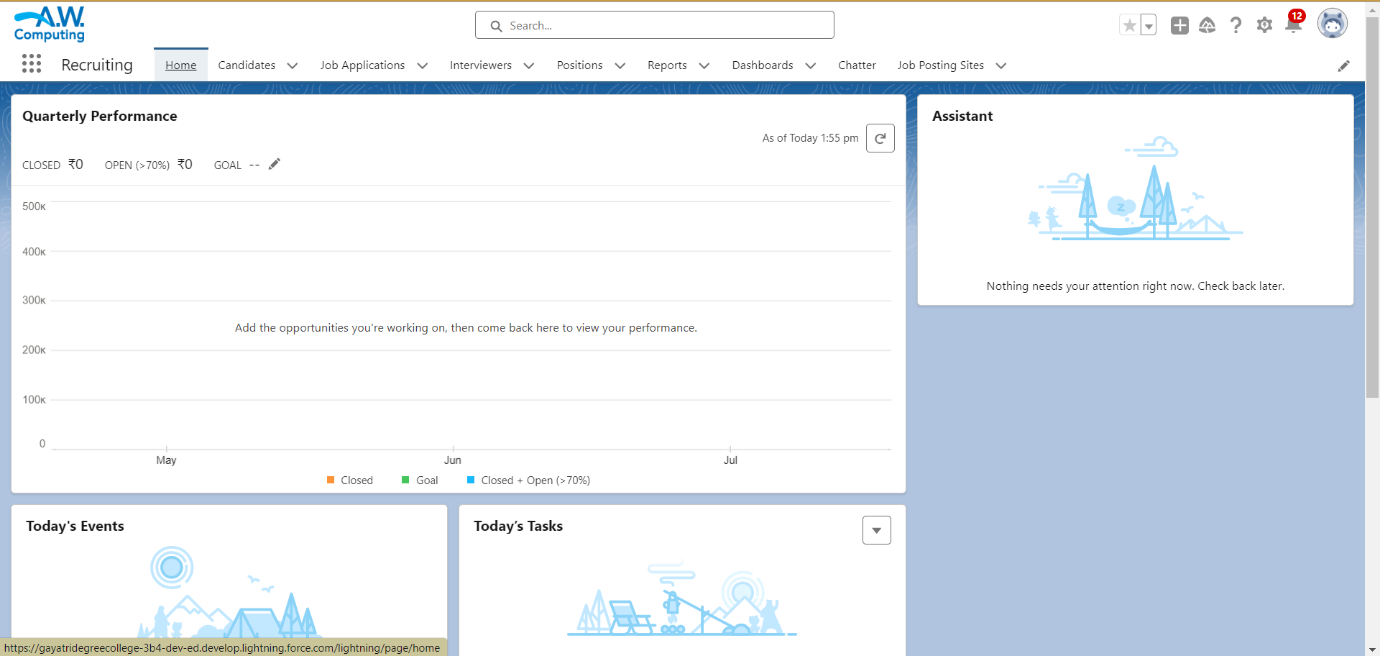 A.W.
Computing
Search...
12
Recruiting
Home
Candidates
Job Applications
Interviewers
Positions
Reports
Dashboards
Chatter
Job Posting Sites
Quarterly Performance
As of Today 1:55 pm
CLOSED ₹0 OPEN (>70%) ₹0 GOAL --
500K
400K
300K
Add the opportunities you're working on, then come back here to view your performance.
200K
100K
0
May Jun Jul
Closed Goal Closed + Open (>70%)
Assistant
z
Nothing needs your attention right now. Check back later.
Today's Events
Today's Tasks
https://gayatridegreecollege-3b4-dev-ed.develop.lightning.force.com/lightning/page/home